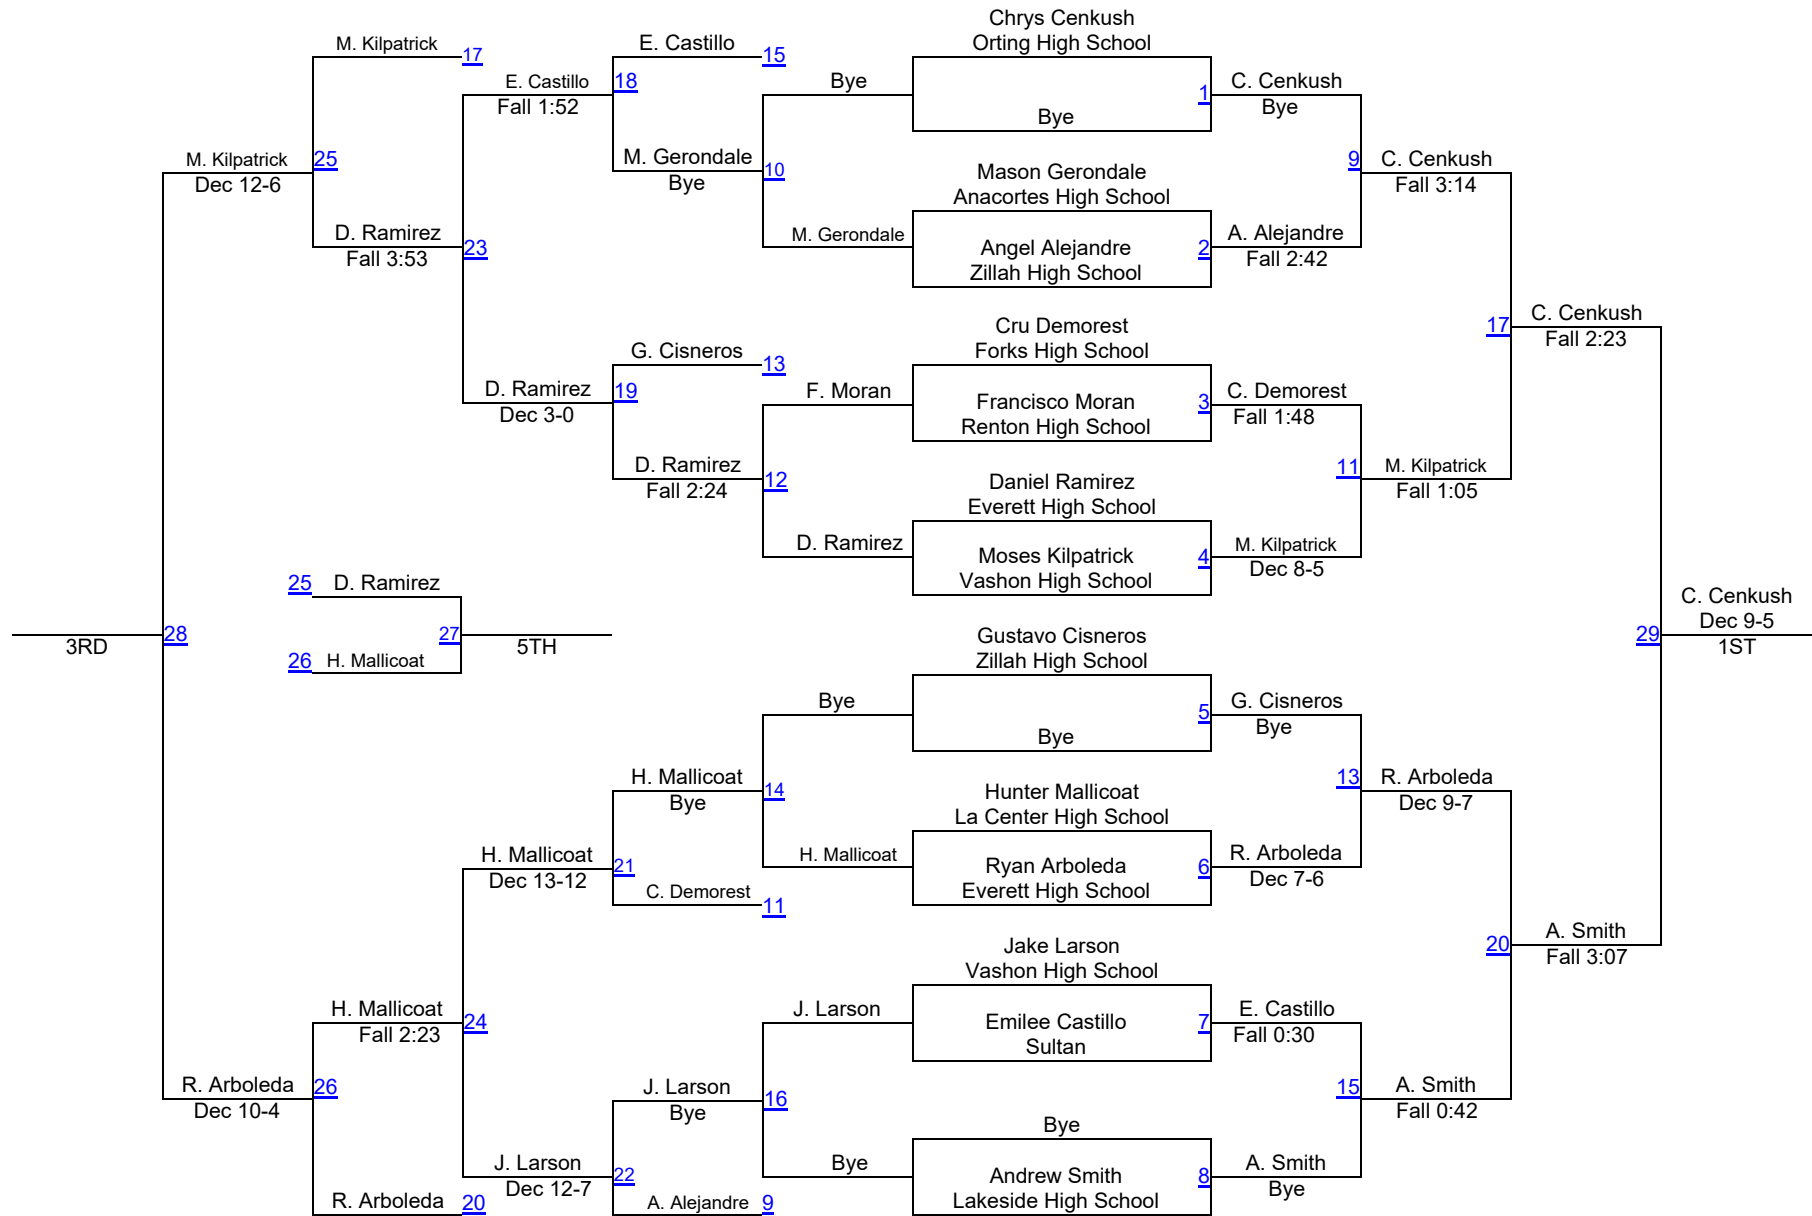 Chrys Cenkush
M. Kilpatrick
17
E. Castillo
15
Orting High School
E. Castillo
18
Bye
1
C. Cenkush
Fall 1:52
Bye
Bye
M. Kilpatrick
25
M. Gerondale
10
Mason Gerondale
9
C. Cenkush
Dec 12-6
Bye
Anacortes High School
Fall 3:14
D. Ramirez
23
M. Gerondale
Angel Alejandre
2
A. Alejandre
Fall 3:53
Zillah High School
Fall 2:42
Cru Demorest
17
C. Cenkush
G. Cisneros
13
Forks High School
Fall 2:23
D. Ramirez
19
F. Moran
Francisco Moran
3
C. Demorest
Dec 3-0
Renton High School
Fall 1:48
D. Ramirez
12
Daniel Ramirez
11
M. Kilpatrick
Fall 2:24
Everett High School
Fall 1:05
D. Ramirez
Moses Kilpatrick
4
M. Kilpatrick
Vashon High School
Dec 8-5
25
D. Ramirez
C. Cenkush
28
27
Gustavo Cisneros
29
Dec 9-5
3RD
5TH
1ST
26
H. Mallicoat
Zillah High School
Bye
5
G. Cisneros
Bye
Bye
H. Mallicoat
14
Hunter Mallicoat
13
R. Arboleda
Bye
La Center High School
Dec 9-7
H. Mallicoat
21
H. Mallicoat
Ryan Arboleda
6
R. Arboleda
Dec 13-12
Everett High School
Dec 7-6
C. Demorest
11
Jake Larson
20
A. Smith
Vashon High School
Fall 3:07
H. Mallicoat
24
J. Larson
Emilee Castillo
7
E. Castillo
Fall 2:23
Sultan
Fall 0:30
R. Arboleda
26
J. Larson
16
15
A. Smith
Dec 10-4
Bye
Bye
Fall 0:42
J. Larson
22
Bye
Andrew Smith
8
A. Smith
Dec 12-7
Lakeside High School
Bye
R. Arboleda
20
A. Alejandre
9